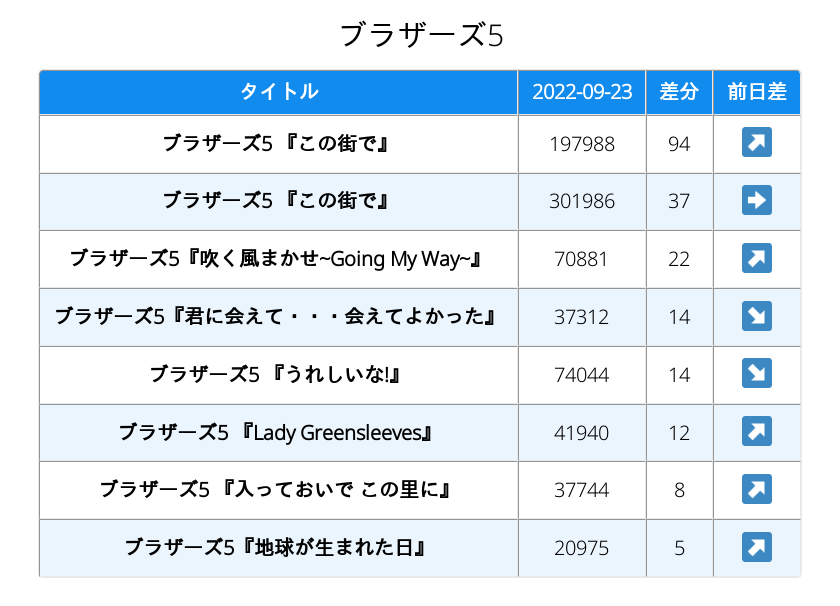 ブラザーズ5
タイトル 2022-09-23 差分 前日差
ブラザーズ5 『この街で』 197988 94 ↗
ブラザーズ5 『この街で』 301986 37 ➡
ブラザーズ5『吹く風まかせ~Going My Way~』 70881 22 ↗
ブラザーズ5『君に会えて・・・会えてよかった』 37312 14 ↘
ブラザーズ5 『うれしいな!』 74044 14 ↘
ブラザーズ5 『Lady Greensleeves』 41940 12 ↗
ブラザーズ5 『入っておいで この里に』 37744 8 ↗
ブラザーズ5『地球が生まれた日』 20975 5 ↗